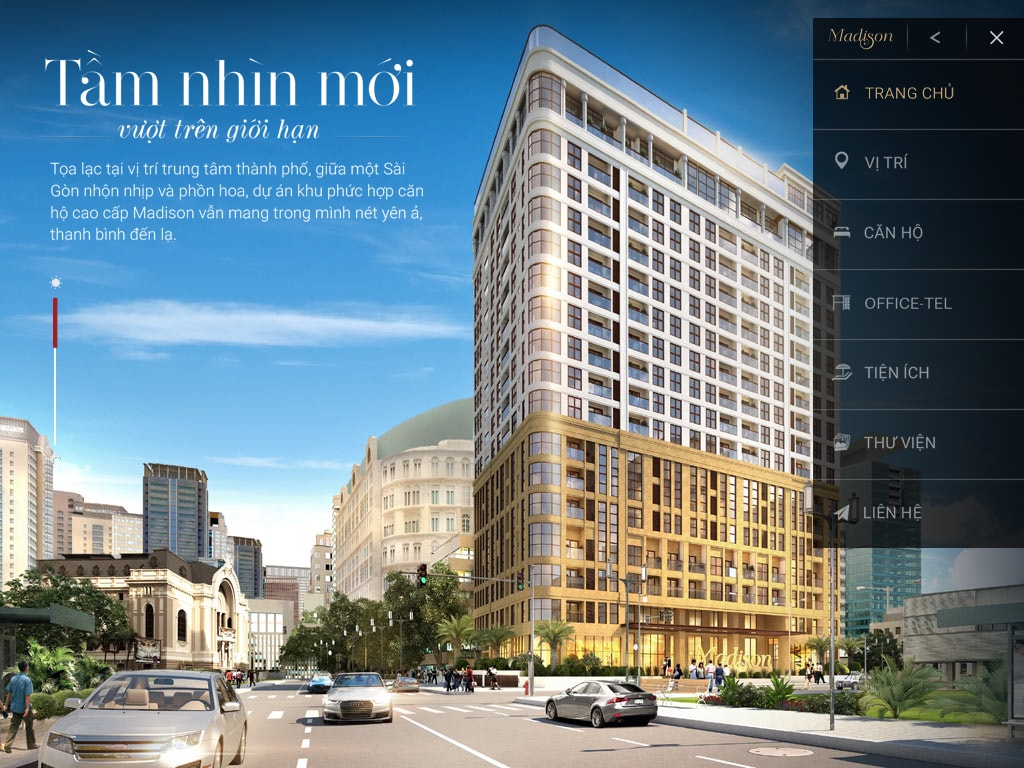 Tầm nhìn mới
vượt trên giới hạn
Tọa lạc tại vị trí trung tâm thành phố, giữa một Sài
Gòn nhộn nhịp và phồn hoa, dự án khu phức hợp căn
hộ cao cấp Madison vẫn mang trong mình nét yên ả,
thanh bình đến lạ.
Madison
TRANG CHỦ
VỊ TRÍ
CĂN HỘ
OFFICE-TEL
TIỆN ÍCH
THƯ VIỆN
LIÊN HỆ
Madison